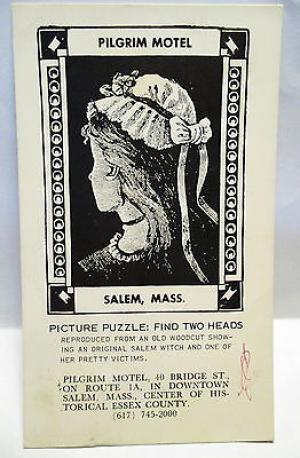 PILGRIM MOTEL
SALEM, MASS.
PICTURE PUZZLE: FIND TWO HEADS
REPRODUCED FROM AN OLD WOODCUT SHOW-
ING AN ORIGINAL SALEM WITCH AND ONE OF
HER PRETTY VICTIMS.
PILGRIM MOTEL, 40 BRIDGE ST.,
ON ROUTE 1A, IN DOWNTOWN
SALEM, MASS., CENTER OF HIS-
TORICAL ESSEX COUNTY.
(617) 745-2000